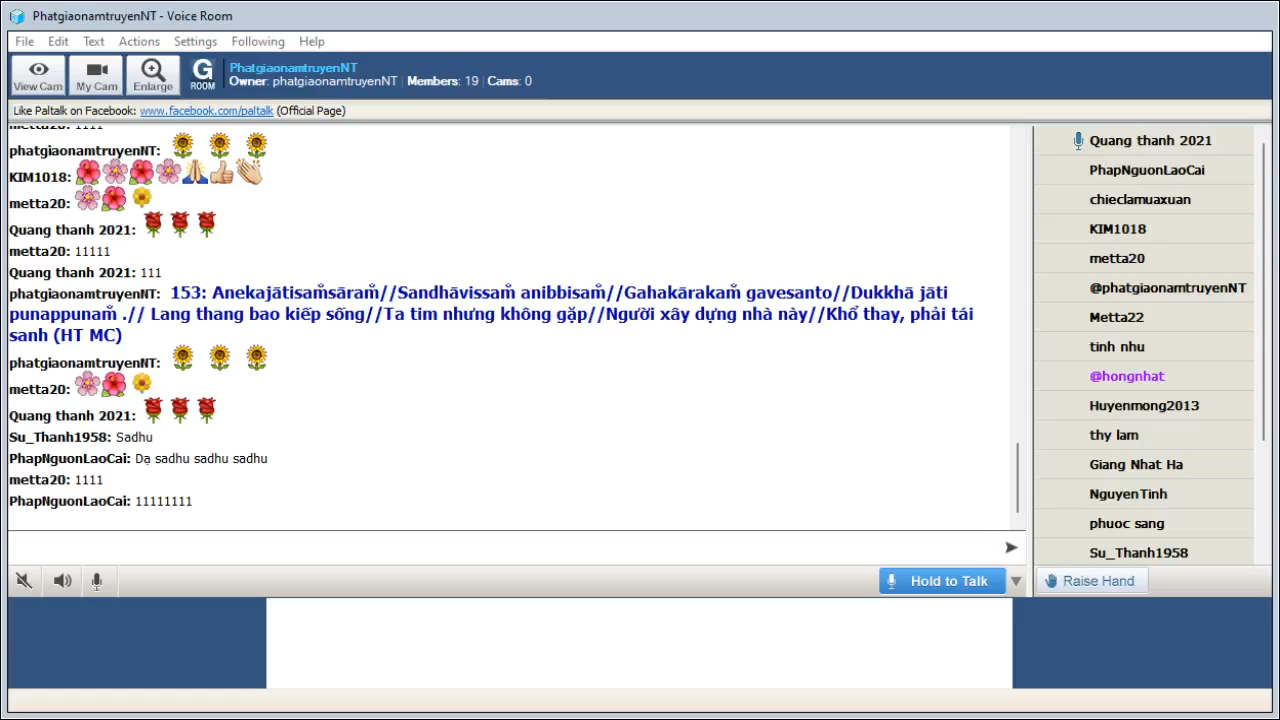 PhatgiaonamtruyenNT - Voice Room
File Edit Text Actions Settings Following Help
View Cam
My Cam
Enlarge
G
ROOM
PhatgiaonamtruyenNT
Owner: phatgiaonamtruyenNT Members: 19 Cams: 0
Like Paltalk on Facebook: www.facebook.com/paltalk (Official Page)
metta20: 1111
phatgiaonamtruyenNT:
KIM1018:
metta20:
Quang thanh 2021:
metta20: 11111
Quang thanh 2021: 111
phatgiaonamtruyenNT: 153: Anekajātisaṁsāraṁ//Sandhāvissaṁ anibbisaṁ//Gahakārakaṁ gavesanto//Dukkhā jāti
punappunaṁ .// Lang thang bao kiếp sống//Ta tìm nhưng không gặp//Người xây dựng nhà này//Khổ thay, phải tái
sanh (HT MC)
phatgiaonamtruyenNT:
metta20:
Quang thanh 2021:
Su_Thanh1958: Sadhu
PhapNguonLaoCai: Dạ sadhu sadhu sadhu
metta20: 1111
PhapNguonLaoCai: 11111111
Hold to Talk
Quang thanh 2021
PhapNguonLaoCai
chieclamuaxuan
KIM1018
metta20
@phatgiaonamtruyenNT
Metta22
tinh nhu
@hongnhat
Huyenmong2013
thy lam
Giang Nhat Ha
NguyenTinh
phuoc sang
Su_Thanh1958
Raise Hand